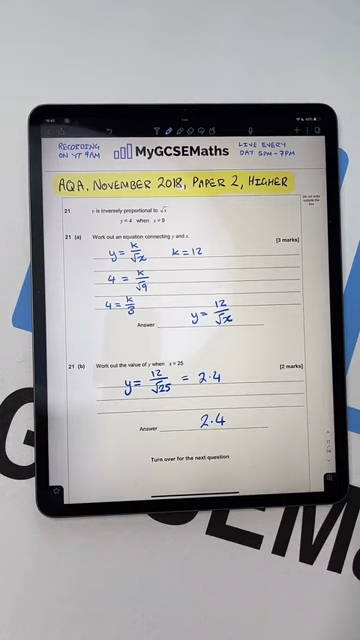 RECORDING
ON YT 9AM
MyGCSEMaths
LIVE EVERY
DAY 5PM-7PM
AQA, NOVEMBER 2018, PAPER 2, HIGHER
21 y is inversely proportional to √x
y = 4 when x = 9
21 (a) Work out an equation connecting y and x.
[3 marks]
y = k/√x k = 12
4 = k/√9
4 = k/3
Answer y = 12/√x
21 (b) Work out the value of y when x = 25
[2 marks]
y = 12/√25 = 2.4
Answer 2.4
Turn over for the next question